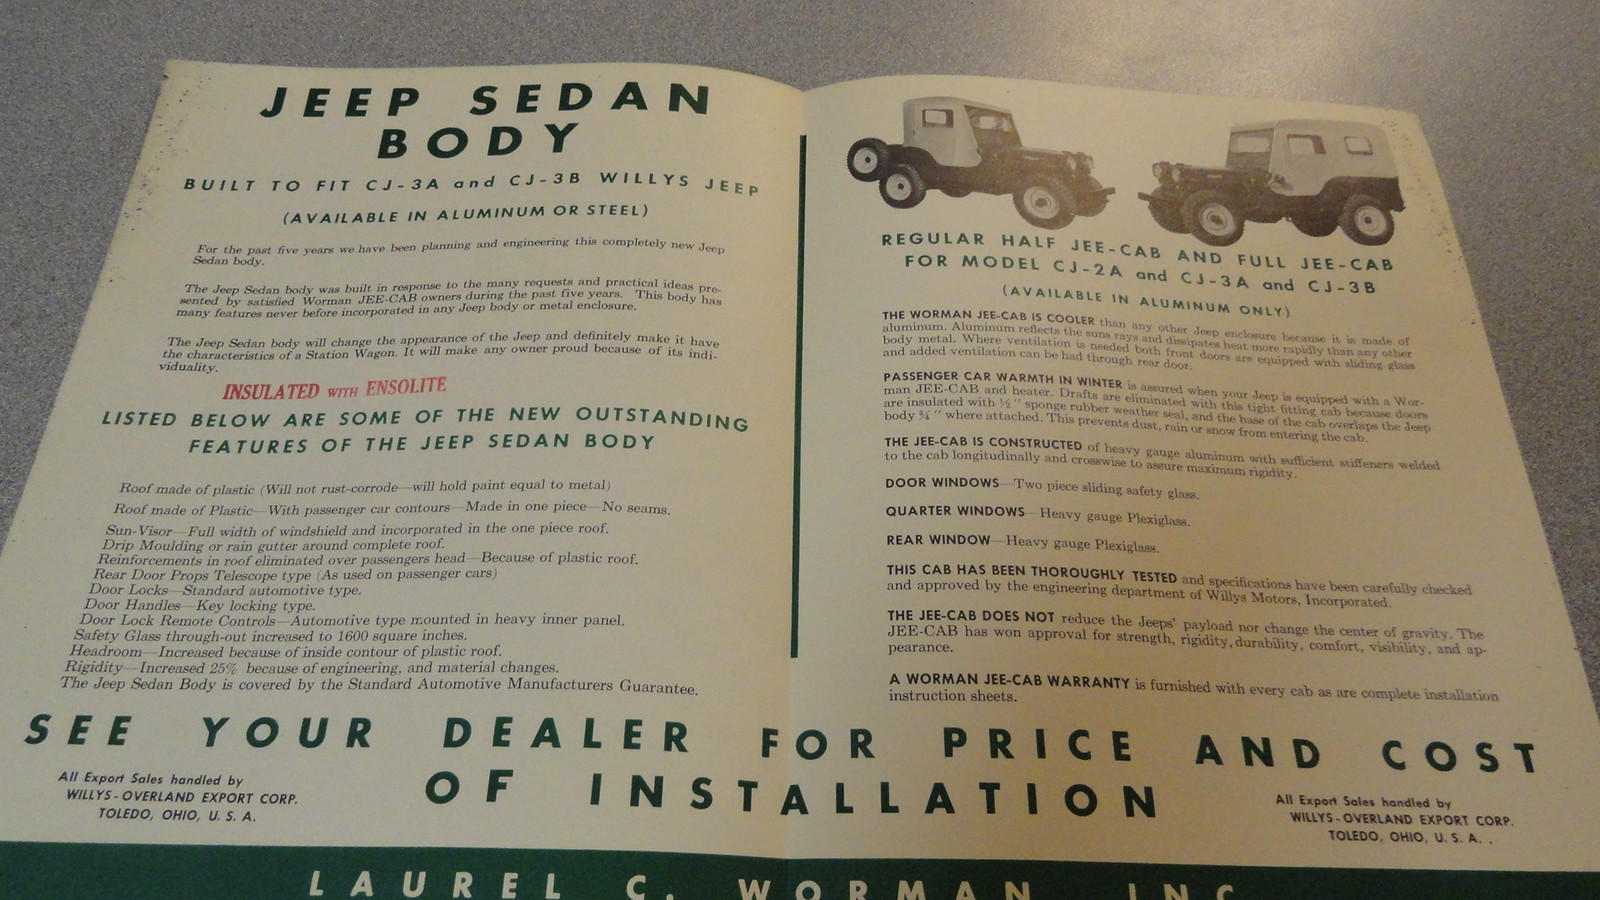 JEEP SEDAN
BODY
BUILT TO FIT CJ-3A and CJ-3B WILLYS JEEP
(AVAILABLE IN ALUMINUM OR STEEL)
For the past five years we have been planning and engineering this completely new Jeep
Sedan body.
The Jeep Sedan body was built in response to the many requests and practical ideas pre-
sented by satisfied Worman JEE-CAB owners during the past five years. This body has
many features never before incorporated in any Jeep body or metal enclosure.
The Jeep Sedan body will change the appearance of the Jeep and definitely make it have
the characteristics of a Station Wagon. It will make any owner proud because of its indi-
viduality.
INSULATED WITH ENSOLITE
LISTED BELOW ARE SOME OF THE NEW OUTSTANDING
FEATURES OF THE JEEP SEDAN BODY
Roof made of plastic (Will not rust-corrode—will hold paint equal to metal)
Roof made of Plastic—With passenger car contours—Made in one piece—No seams.
Sun-Visor—Full width of windshield and incorporated in the one piece roof.
Drip Moulding or rain gutter around complete roof.
Reinforcements in roof eliminated over passengers head—Because of plastic roof.
Rear Door Props Telescope type (As used on passenger cars)
Door Locks—Standard automotive type.
Door Handles—Key locking type.
Door Lock Remote Controls—Automotive type mounted in heavy inner panel.
Safety Glass through-out increased to 1600 square inches.
Headroom—Increased because of inside contour of plastic roof.
Rigidity—Increased 25% because of engineering, and material changes.
The Jeep Sedan Body is covered by the Standard Automotive Manufacturers Guarantee.
REGULAR HALF JEE-CAB AND FULL JEE-CAB
FOR MODEL CJ-2A and CJ-3A and CJ-3B
(AVAILABLE IN ALUMINUM ONLY)
THE WORMAN JEE-CAB IS COOLER than any other Jeep enclosure because it is made of
aluminum. Aluminum reflects the suns rays and dissipates heat more rapidly than any other
body metal. Where ventilation is needed both front doors are equipped with sliding glass
and added ventilation can be had through rear door.
PASSENGER CAR WARMTH IN WINTER is assured when your Jeep is equipped with a Wor-
man JEE-CAB and heater. Drafts are eliminated with this tight fitting cab because doors
are insulated with ½" sponge rubber weather seal, and the base of the cab overlaps the Jeep
body ¾" where attached. This prevents dust, rain or snow from entering the cab.
THE JEE-CAB IS CONSTRUCTED of heavy gauge aluminum with sufficient stiffeners welded
to the cab longitudinally and crosswise to assure maximum rigidity.
DOOR WINDOWS—Two piece sliding safety glass.
QUARTER WINDOWS—Heavy gauge Plexiglass.
REAR WINDOW—Heavy gauge Plexiglass.
THIS CAB HAS BEEN THOROUGHLY TESTED and specifications have been carefully checked
and approved by the engineering department of Willys Motors, Incorporated.
THE JEE-CAB DOES NOT reduce the Jeeps' payload nor change the center of gravity. The
JEE-CAB has won approval for strength, rigidity, durability, comfort, visibility, and ap-
pearance.
A WORMAN JEE-CAB WARRANTY is furnished with every cab as are complete installation
instruction sheets.
SEE YOUR DEALER FOR PRICE AND COST
OF INSTALLATION
All Export Sales handled by
WILLYS-OVERLAND EXPORT CORP.
TOLEDO, OHIO, U. S. A.
All Export Sales handled by
WILLYS-OVERLAND EXPORT CORP.
TOLEDO, OHIO, U. S. A. .
LAUREL C. WORMAN, INC